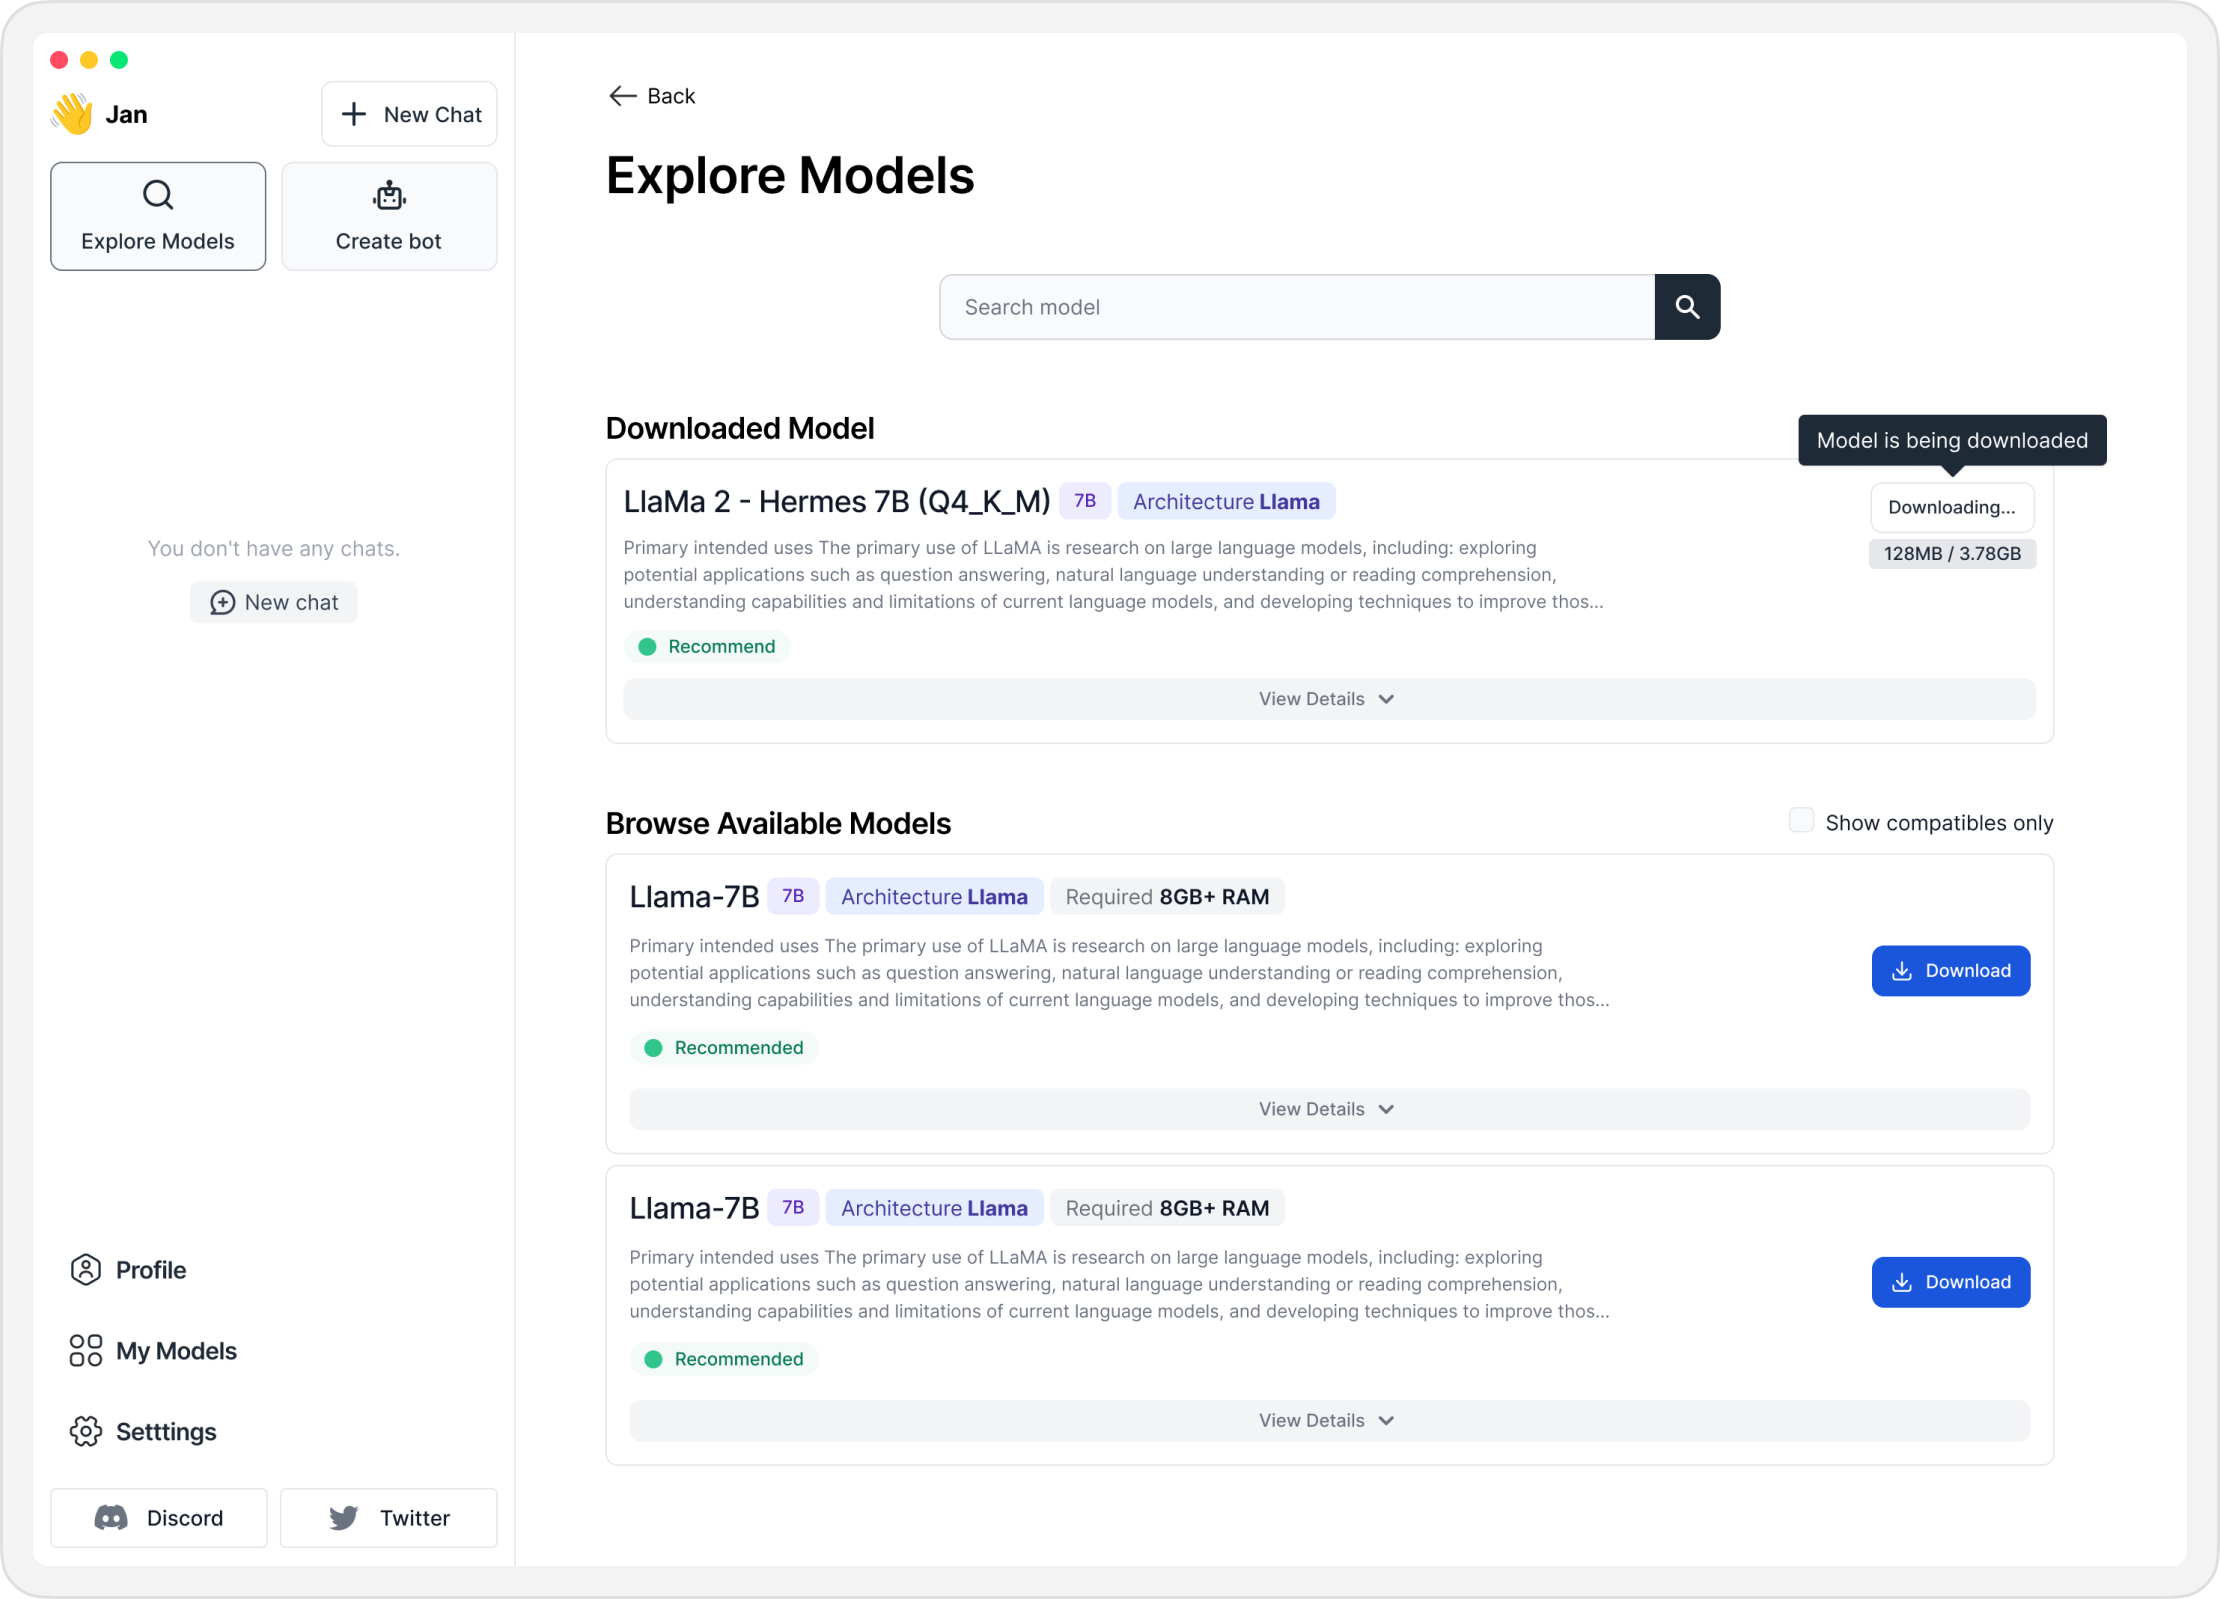 Jan
New Chat
Explore Models
Create bot
You don't have any chats.
New chat
Profile
My Models
Setttings
Discord
Twitter
Back
Explore Models
Search model
Downloaded Model
Model is being downloaded
LlaMa 2 - Hermes 7B (Q4_K_M) 7B Architecture Llama
Downloading...
128MB / 3.78GB
Primary intended uses The primary use of LLaMA is research on large language models, including: exploring
potential applications such as question answering, natural language understanding or reading comprehension,
understanding capabilities and limitations of current language models, and developing techniques to improve thos...
Recommend
View Details
Browse Available Models
Show compatibles only
Llama-7B 7B Architecture Llama Required 8GB+ RAM
Primary intended uses The primary use of LLaMA is research on large language models, including: exploring
potential applications such as question answering, natural language understanding or reading comprehension,
understanding capabilities and limitations of current language models, and developing techniques to improve thos...
Download
Recommended
View Details
Llama-7B 7B Architecture Llama Required 8GB+ RAM
Primary intended uses The primary use of LLaMA is research on large language models, including: exploring
potential applications such as question answering, natural language understanding or reading comprehension,
understanding capabilities and limitations of current language models, and developing techniques to improve thos...
Download
Recommended
View Details